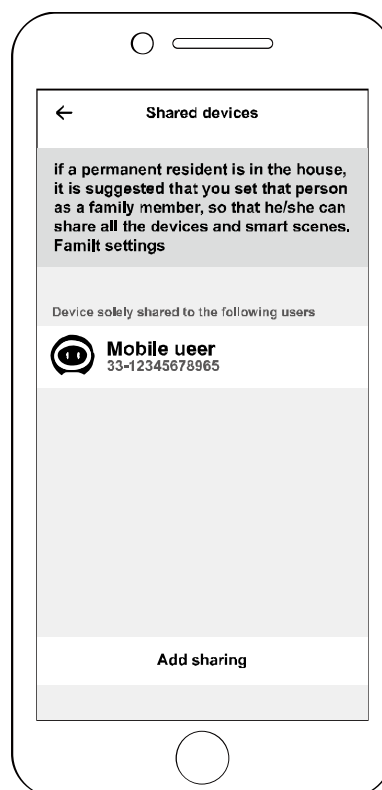 Shared devices
if a permanent resident is in the house,
it is suggested that you set that person
as a family member, so that he/she can
share all the devices and smart scenes.
Familt settings
Device solely shared to the following users
Mobile ueer
33-12345678965
Add sharing